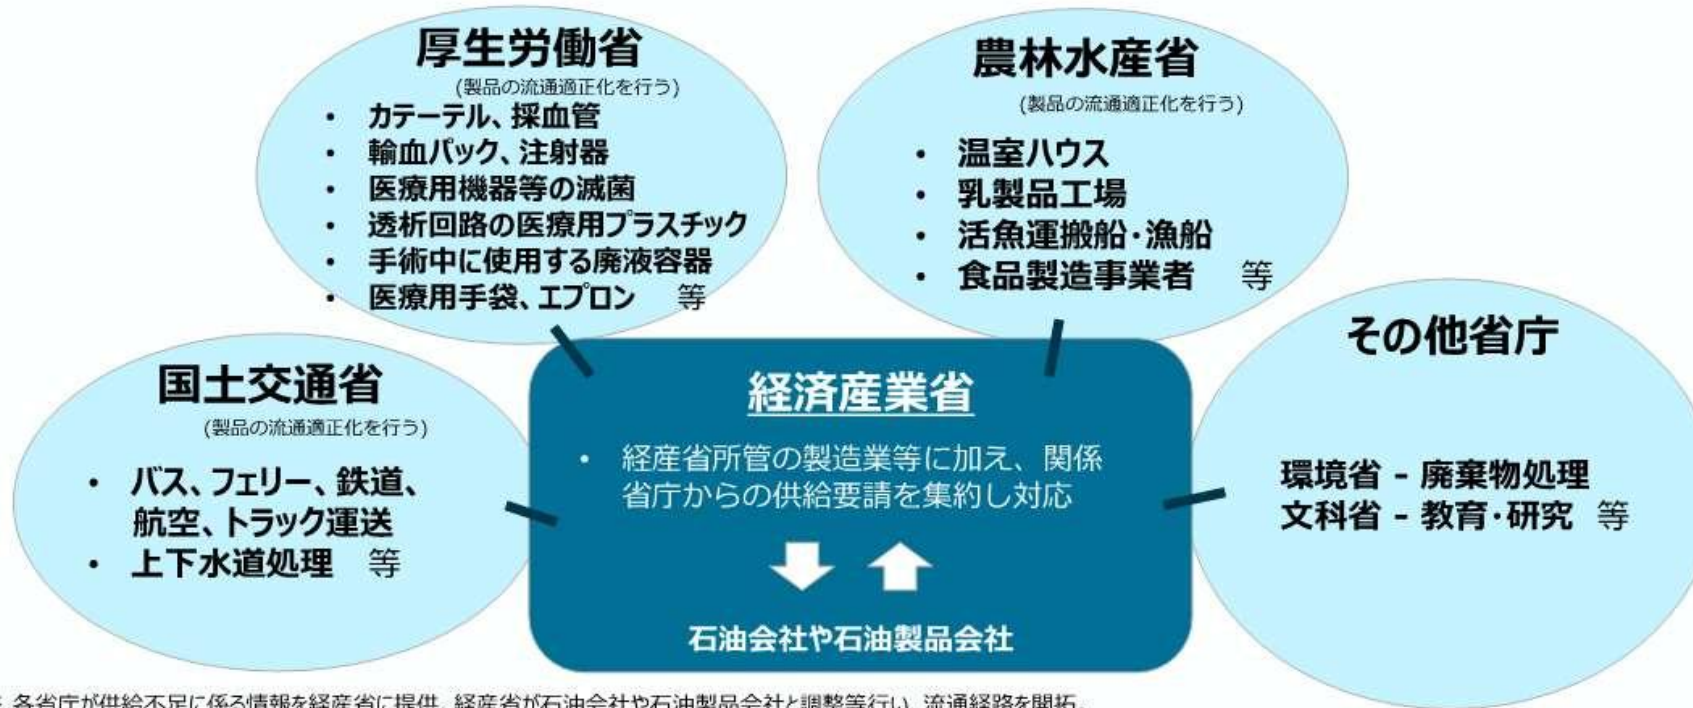 厚生労働省
(製品の流通適正化を行う)
• カテーテル、採血管
• 輸血パック、注射器
• 医療用機器等の滅菌
• 透析回路の医療用プラスチック
• 手術中に使用する廃液容器
• 医療用手袋、エプロン 等
農林水産省
(製品の流通適正化を行う)
• 温室ハウス
• 乳製品工場
• 活魚運搬船・漁船
• 食品製造事業者 等
国土交通省
(製品の流通適正化を行う)
• バス、フェリー、鉄道、
航空、トラック運送
• 上下水道処理 等
経済産業省
• 経産省所管の製造業等に加え、関係
省庁からの供給要請を集約し対応
石油会社や石油製品会社
その他省庁
環境省 - 廃棄物処理
文科省 - 教育・研究 等
各省庁が供給不足に係る情報を経産省に提供。経産省が石油会社や石油製品会社と調整等行い、流通経路を開拓。